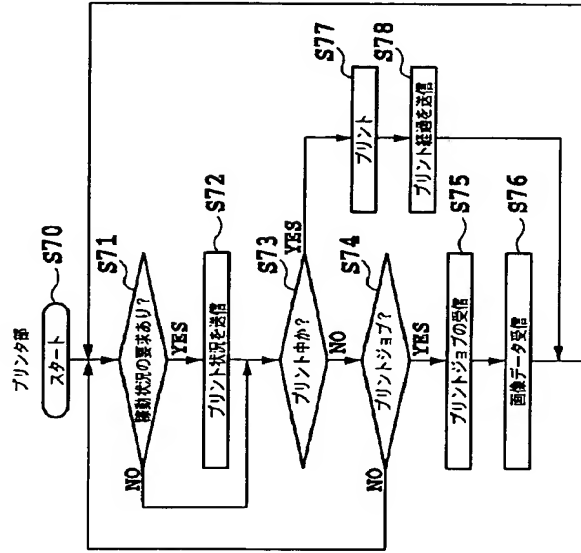 プリンタ部
スタート
S70
稼動状況の要求あり?
S71
YES
NO
プリント状況を送信
S72
プリント中か?
S73
YES
NO
プリントジョブ?
S74
YES
NO
プリントジョブの受信
S75
画像データ受信
S76
プリント
S77
プリント経過を送信
S78